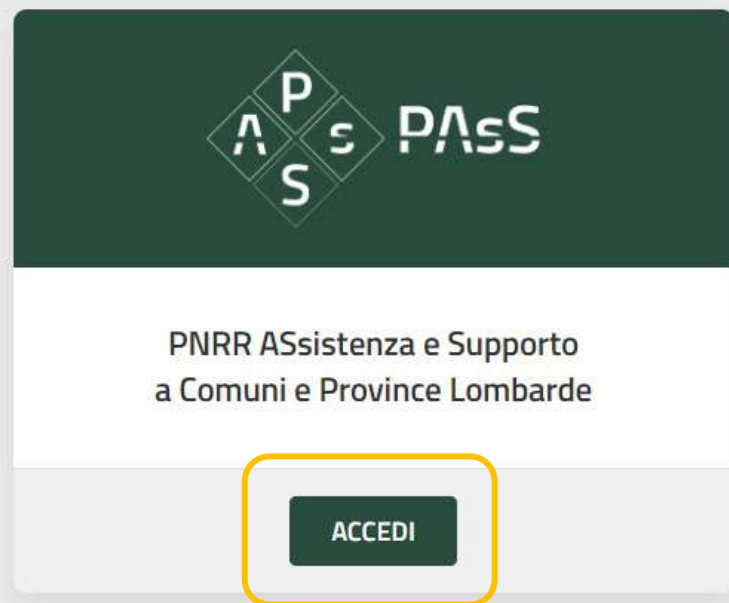 P
A s
S
PAsS
PNRR ASsistenza e Supporto
a Comuni e Province Lombarde
ACCEDI